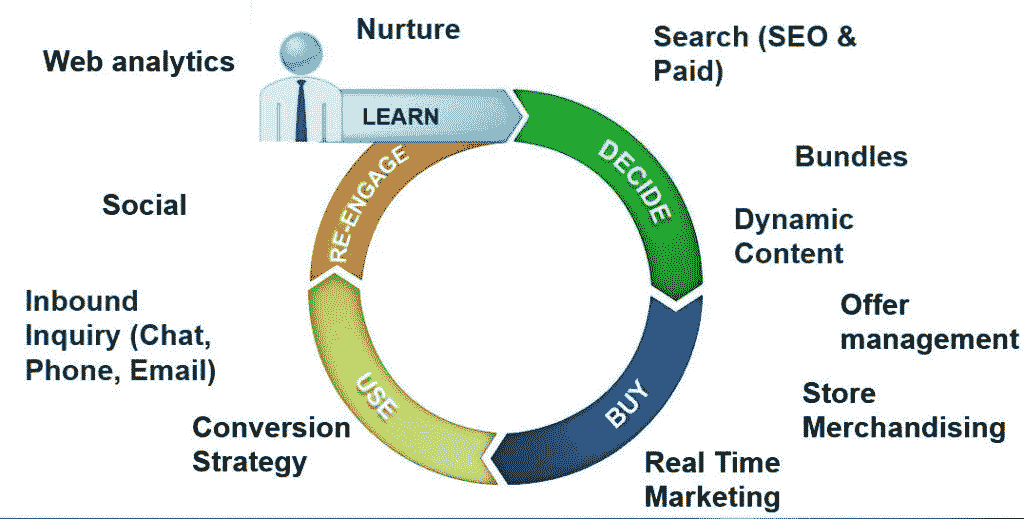 Nurture
Web analytics
Search (SEO &
Paid)
LEARN
DECIDE
RE-ENGAGE
Bundles
Social
Dynamic
Content
Inbound
Inquiry (Chat,
Phone, Email)
Offer
management
USE
BUY
Store
Merchandising
Conversion
Strategy
Real Time
Marketing